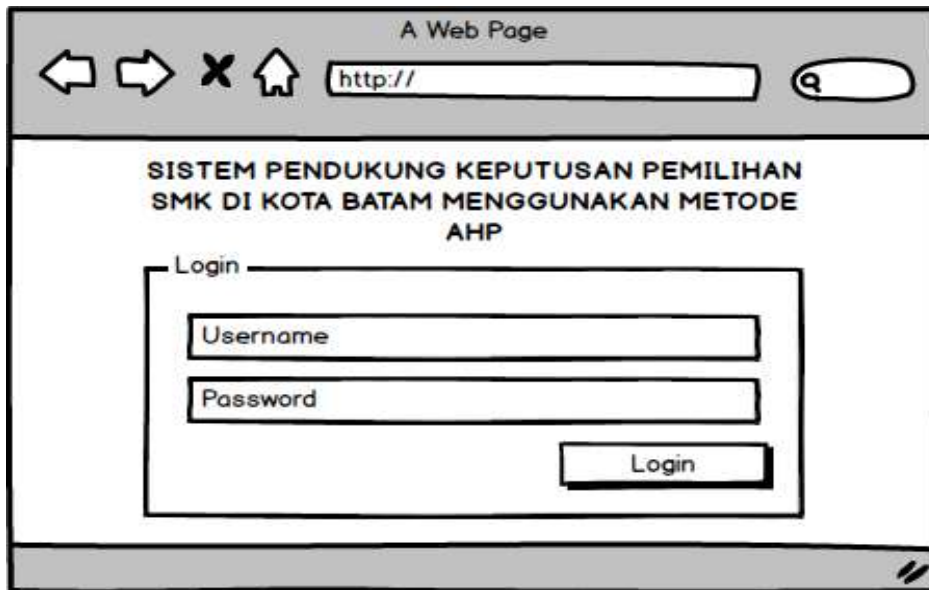 A Web Page
http://
SISTEM PENDUKUNG KEPUTUSAN PEMILIHAN
SMK DI KOTA BATAM MENGGUNAKAN METODE
AHP
Login
Username
Password
Login